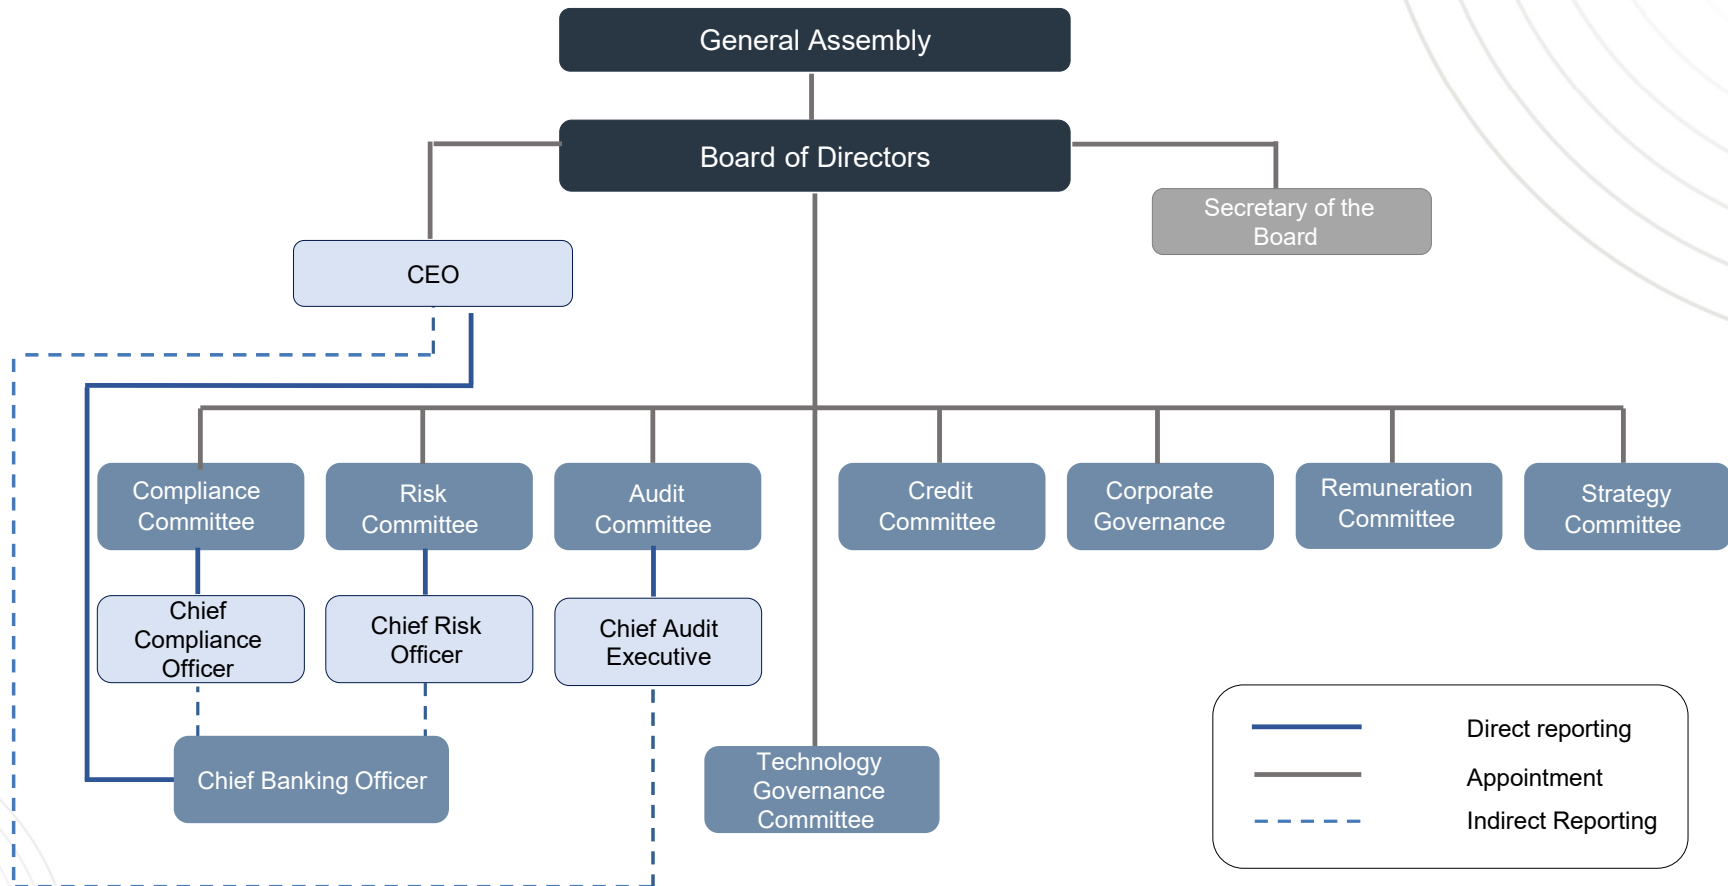 General Assembly
Board of Directors
Secretary of the
Board
CEO
Compliance
Committee
Risk
Committee
Audit
Committee
Credit
Committee
Corporate
Governance
Remuneration
Committee
Strategy
Committee
Chief
Compliance
Officer
Chief Risk
Officer
Chief Audit
Executive
Chief Banking Officer
Technology
Governance
Committee
Direct reporting
Appointment
Indirect Reporting